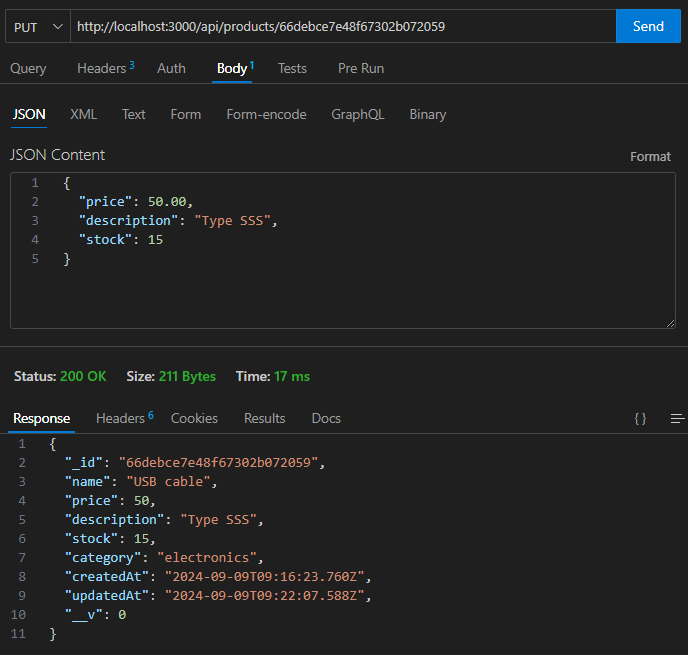 PUT http://localhost:3000/api/products/66debce7e48f67302b072059 Send
Query Headers 3 Auth Body 1 Tests Pre Run
JSON XML Text Form Form-encode GraphQL Binary
JSON Content Format
1 {
2 "price": 50.00,
3 "description": "Type SSS",
4 "stock": 15
5 }
Status: 200 OK Size: 211 Bytes Time: 17 ms
Response Headers 6 Cookies Results Docs { }
1 {
2 "_id": "66debce7e48f67302b072059",
3 "name": "USB cable",
4 "price": 50,
5 "description": "Type SSS",
6 "stock": 15,
7 "category": "electronics",
8 "createdAt": "2024-09-09T09:16:23.760Z",
9 "updatedAt": "2024-09-09T09:22:07.588Z",
10 "__v": 0
11 }